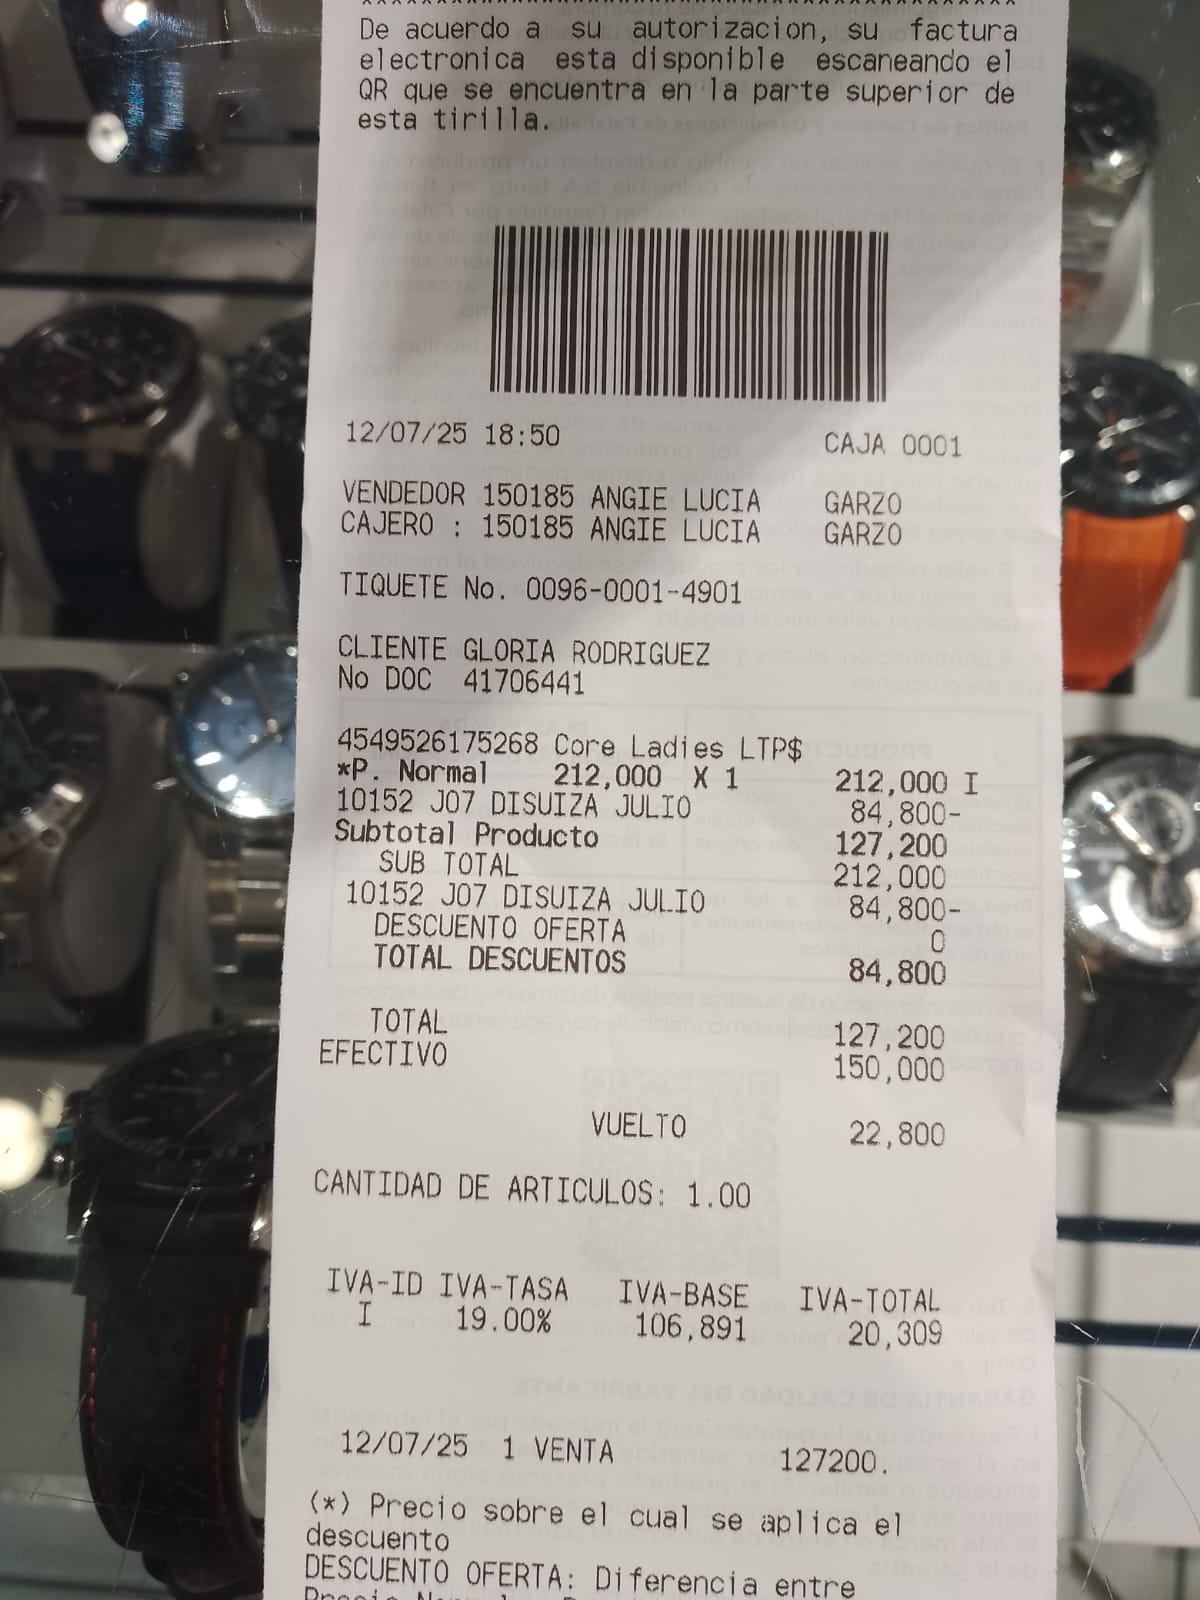 De acuerdo a su autorizacion, su factura
electronica esta disponible escaneando el
QR que se encuentra en la parte superior de
esta tirilla.
12/07/25 18:50 CAJA 0001
VENDEDOR 150185 ANGIE LUCIA GARZO
CAJERO : 150185 ANGIE LUCIA GARZO
TIQUETE No. 0096-0001-4901
CLIENTE GLORIA RODRIGUEZ
No DOC 41706441
4549526175268 Core Ladies LTP$
*P. Normal 212,000 X 1 212,000 I
10152 J07 DISUIZA JULIO 84,800-
Subtotal Producto 127,200
SUB TOTAL 212,000
10152 J07 DISUIZA JULIO 84,800-
DESCUENTO OFERTA 0
TOTAL DESCUENTOS 84,800
TOTAL 127,200
EFECTIVO 150,000
VUELTO 22,800
CANTIDAD DE ARTICULOS: 1.00
IVA-ID IVA-TASA IVA-BASE IVA-TOTAL
I 19.00% 106,891 20,309
12/07/25 1 VENTA 127200.
(*) Precio sobre el cual se aplica el
descuento
DESCUENTO OFERTA: Diferencia entre